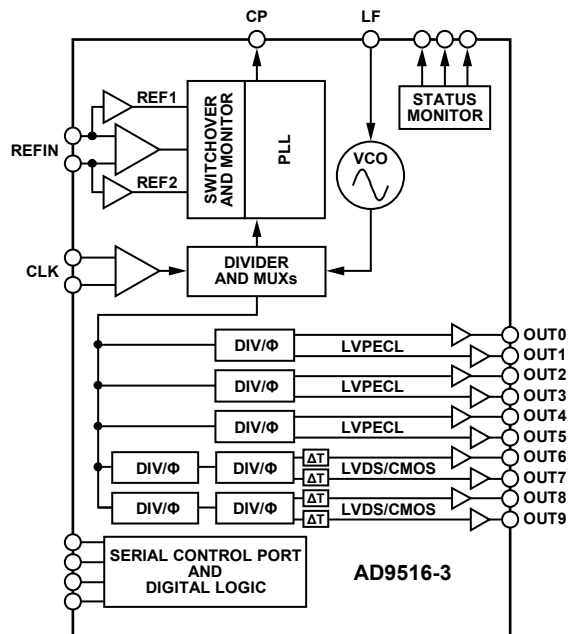 CP
LF
REF1
REFIN
REF2
SWITCHOVER
AND MONITOR
PLL
STATUS
MONITOR
VCO
CLK
DIVIDER
AND MUXs
DIV/Φ
LVPECL
OUT0
OUT1
DIV/Φ
LVPECL
OUT2
OUT3
DIV/Φ
LVPECL
OUT4
OUT5
DIV/Φ
DIV/Φ
ΔT
ΔT
LVDS/CMOS
OUT6
OUT7
DIV/Φ
DIV/Φ
ΔT
ΔT
LVDS/CMOS
OUT8
OUT9
SERIAL CONTROL PORT
AND
DIGITAL LOGIC
AD9516-3